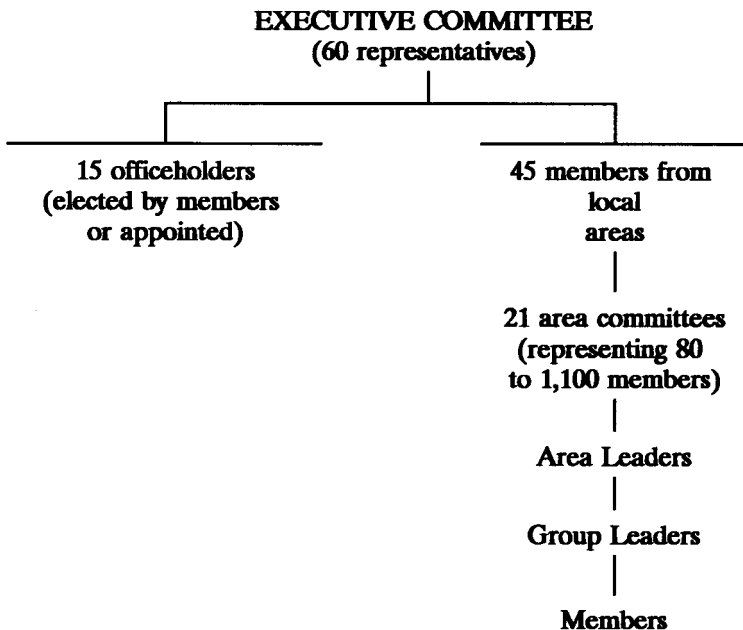 EXECUTIVE COMMITTEE
(60 representatives)
15 officeholders
(elected by members
or appointed)
45 members from
local
areas
21 area committees
(representing 80
to 1,100 members)
Area Leaders
Group Leaders
Members